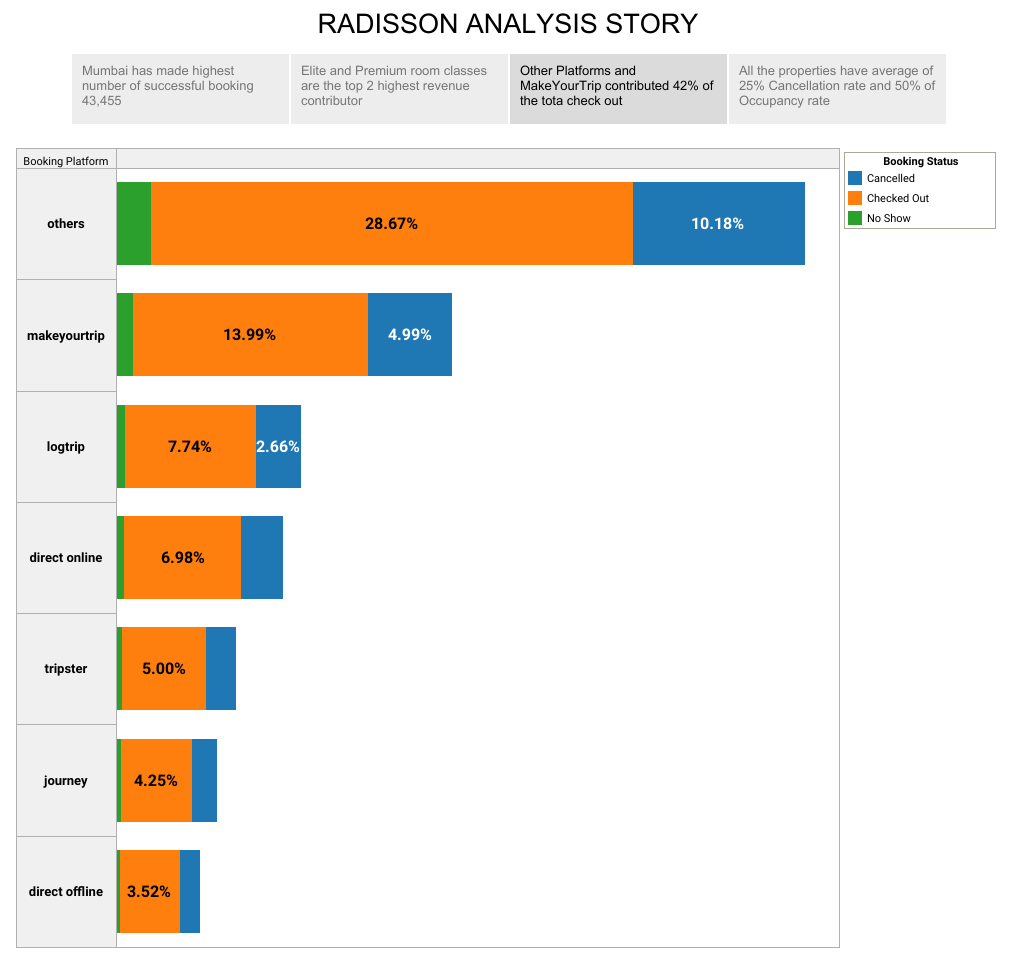 RADISSON ANALYSIS STORY
Mumbai has made highest
number of successful booking
43,455
Elite and Premium room classes
are the top 2 highest revenue
contributor
Other Platforms and
MakeYourTrip contributed 42% of
the tota check out
All the properties have average of
25% Cancellation rate and 50% of
Occupancy rate
Booking Platform
others
28.67%
10.18%
makeyourtrip
13.99%
4.99%
logtrip
7.74%
2.66%
direct online
6.98%
tripster
5.00%
journey
4.25%
direct offline
3.52%
Booking Status
Cancelled
Checked Out
No Show